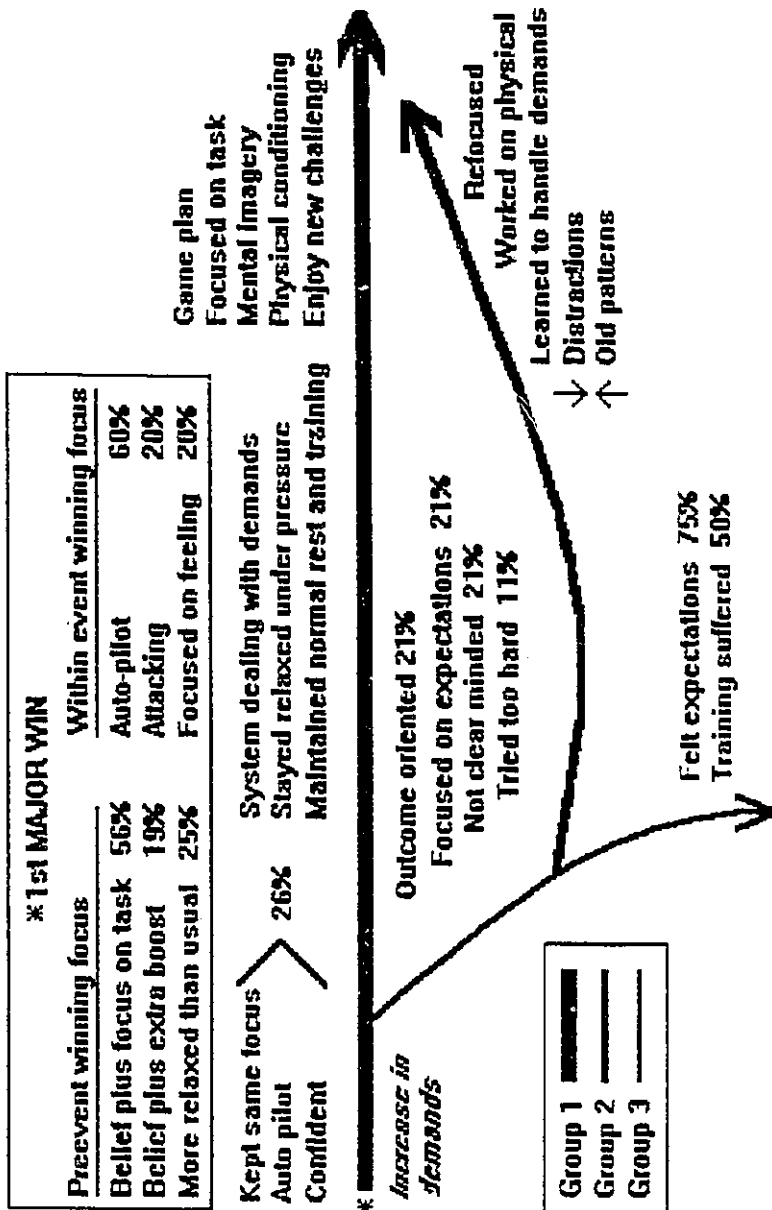 *1st MAJOR WIN
Preevent winning focus
Belief plus focus on task 56%
Belief plus extra boost 19%
More relaxed than usual 25%
Within event winning focus
Auto-pilot 60%
Attacking 20%
Focused on feeling 20%
Kept same focus
Auto pilot
Confident
26%
System dealing with demands
Stayed relaxed under pressure
Maintained normal rest and training
Game plan
Focused on task
Mental Imagery
Physical conditioning
Enjoy new challenges
*
Increase in
demands
Outcome oriented 21%
Focused on expectations 21%
Not clear minded 21%
Tried too hard 11%
Refocused
Worked on physical
Learned to handle demands
↓ Distractions
↑ Old patterns
Felt expectations 75%
Training suffered 50%
Group 1
Group 2
Group 3